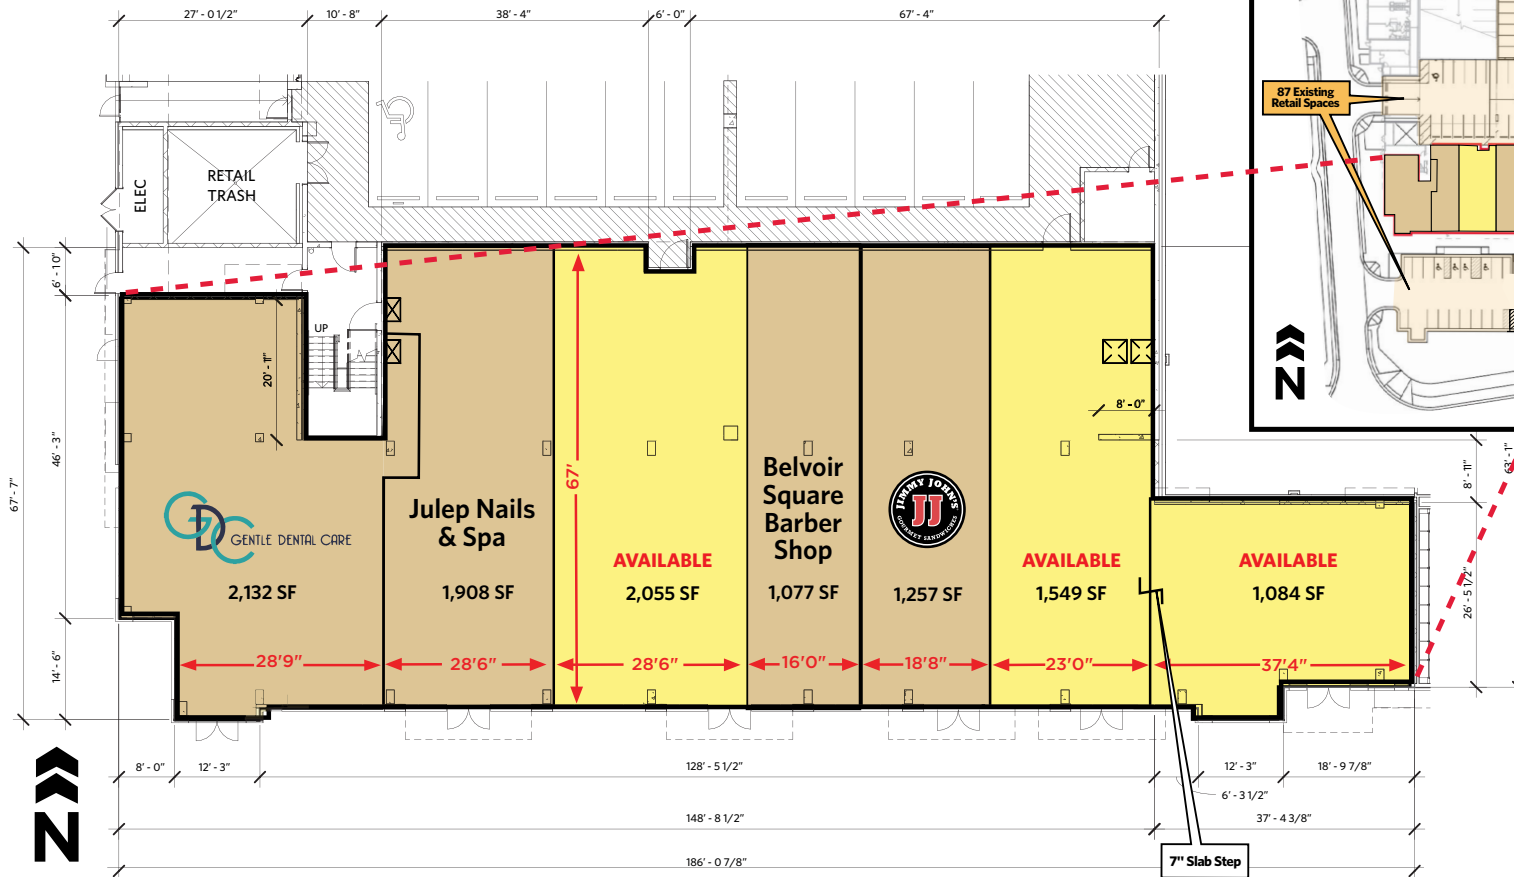 27' - 0 1/2"
10' - 8"
38' - 4"
6' - 0"
67' - 4"
87 Existing
Retail Spaces
ELEC
RETAIL
TRASH
6' - 10"
UP
20' - 11"
8' - 0"
46' - 3"
67' - 7"
67'
8' - 11"
63' - 1"
N
GDC
GENTLE DENTAL CARE
2,132 SF
Julep Nails
& Spa
1,908 SF
AVAILABLE
2,055 SF
Belvoir
Square
Barber
Shop
1,077 SF
JIMMY JOHN'S
JJ
GOURMET SANDWICHES
1,257 SF
AVAILABLE
1,549 SF
AVAILABLE
1,084 SF
26' - 5 1/2"
14' - 6"
28'9"
28'6"
28'6"
16'0"
18'8"
23'0"
37'4"
N
8' - 0"
12' - 3"
128' - 5 1/2"
12' - 3"
18' - 9 7/8"
6' - 3 1/2"
148' - 8 1/2"
37' - 4 3/8"
186' - 0 7/8"
7" Slab Step